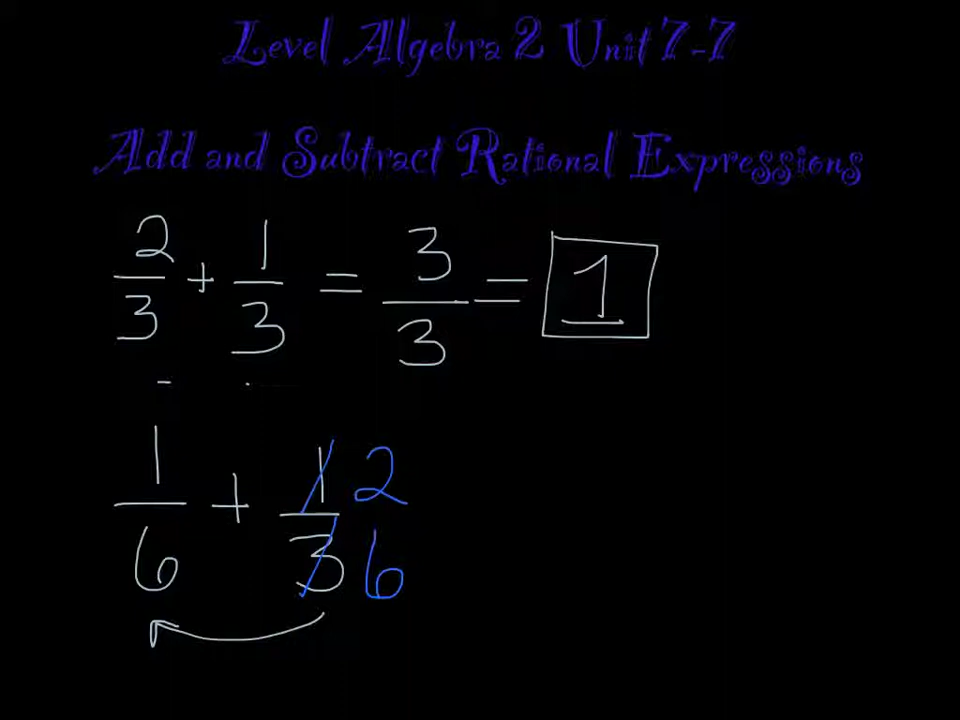 Level Algebra 2 Unit 7-7
Add and Subtract Rational Expressions
2/3 + 1/3 = 3/3 = 1
1/6 + 1/3 2/6